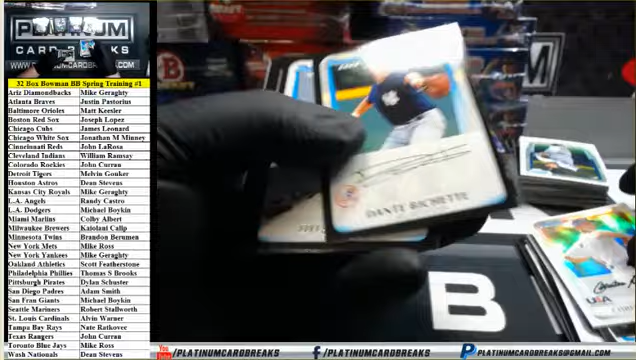 PLATINUM
CARD BREAKS
32 Box Bowman BB Spring Training #1
Ariz Diamondbacks Mike Geraghty
Atlanta Braves Justin Pastorius
Baltimore Orioles Matt Keesler
Boston Red Sox Joseph Lopez
Chicago Cubs James Leonard
Chicago White Sox Jonathan M Minney
Cincinnati Reds John LaRosa
Cleveland Indians William Ramsay
Colorado Rockies John Curran
Detroit Tigers Melvin Gouker
Houston Astros Dean Stevens
Kansas City Royals Mike Geraghty
L.A. Angels Randy Castro
L.A. Dodgers Michael Boykin
Miami Marlins Colby Albert
Milwaukee Brewers Kaiolani Calip
Minnesota Twins Brandon Berumen
New York Mets Mike Ross
New York Yankees Mike Geraghty
Oakland Athletics Scott Featherstone
Philadelphia Phillies Thomas S Brooks
Pittsburgh Pirates Dylan Schuster
San Diego Padres Adam Smith
San Fran Giants Michael Boykin
Seattle Mariners Robert Stallworth
St. Louis Cardinals Alvin Warner
Tampa Bay Rays Nate Ratkovec
Texas Rangers John Curran
Toronto Blue Jays Mike Ross
Wash Nationals Dean Stevens
DANTE BICHETTE
USA
B
M
You Tube /PLATINUMCARDBREAKS
f /PLATINUMCARDBREAKS
P /PLATINUMCARDBREAKS